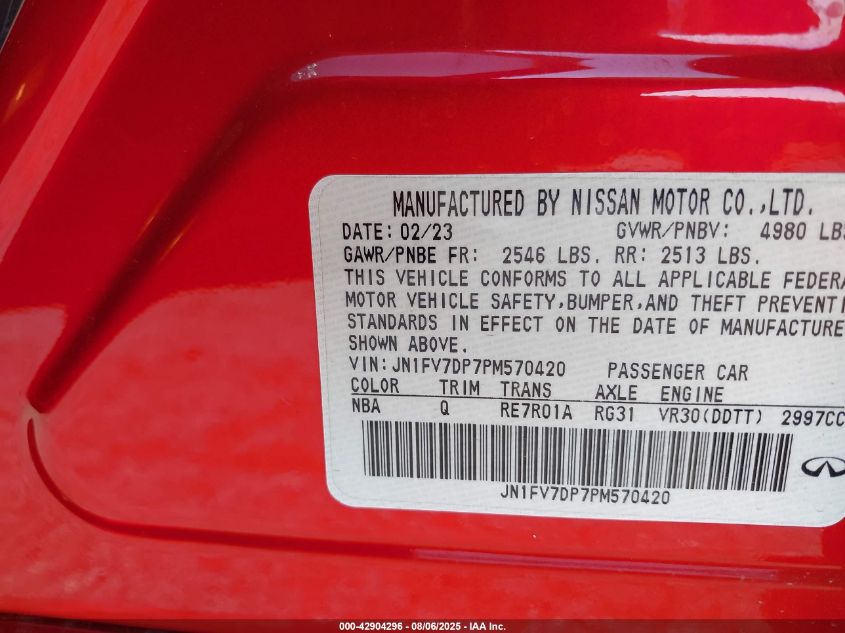 MANUFACTURED BY NISSAN MOTOR CO.,LTD.
DATE: 02/23 GVWR/PNBV: 4980 LBS
GAWR/PNBE FR: 2546 LBS. RR: 2513 LBS.
THIS VEHICLE CONFORMS TO ALL APPLICABLE FEDERA
MOTOR VEHICLE SAFETY,BUMPER,AND THEFT PREVENTI
STANDARDS IN EFFECT ON THE DATE OF MANUFACTURE
SHOWN ABOVE.
VIN:JN1FV7DP7PM570420 PASSENGER CAR
COLOR TRIM TRANS AXLE ENGINE
NBA Q RE7R01A RG31 VR30(DDTT) 2997CC
JN1FV7DP7PM570420
000-42904296 - 08/06/2025 - IAA Inc.